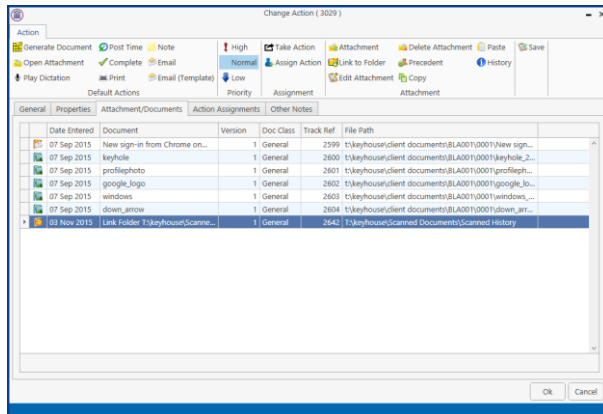 Change Action ( 3029 )
Action
Generate Document Post Time Note High Take Action Attachment Delete Attachment Paste Save
Open Attachment Complete Email Normal Assign Action Link to Folder Precedent History
Play Dictation Print Email (Template) Low Edit Attachment Copy
Default Actions Priority Assignment Attachment
General Properties Attachment/Documents Action Assignments Other Notes
Date Entered Document Version Doc Class Track Ref File Path
07 Sep 2015 New sign-in from Chrome on... 1 General 2599 t:\keyhouse\client documents\BLA001\0001\New sign...
07 Sep 2015 keyhole 1 General 2600 t:\keyhouse\client documents\BLA001\0001\keyhole_2...
07 Sep 2015 profilephoto 1 General 2601 t:\keyhouse\client documents\BLA001\0001\profileph...
07 Sep 2015 google_logo 1 General 2602 t:\keyhouse\client documents\BLA001\0001\google_lo...
07 Sep 2015 windows 1 General 2603 t:\keyhouse\client documents\BLA001\0001\windows_...
07 Sep 2015 down_arrow 1 General 2604 t:\keyhouse\client documents\BLA001\0001\down_arr...
03 Nov 2015 Link Folder T:\keyhouse\Scanne... 1 General 2642 T:\keyhouse\Scanned Documents\Scanned History
Ok Cancel